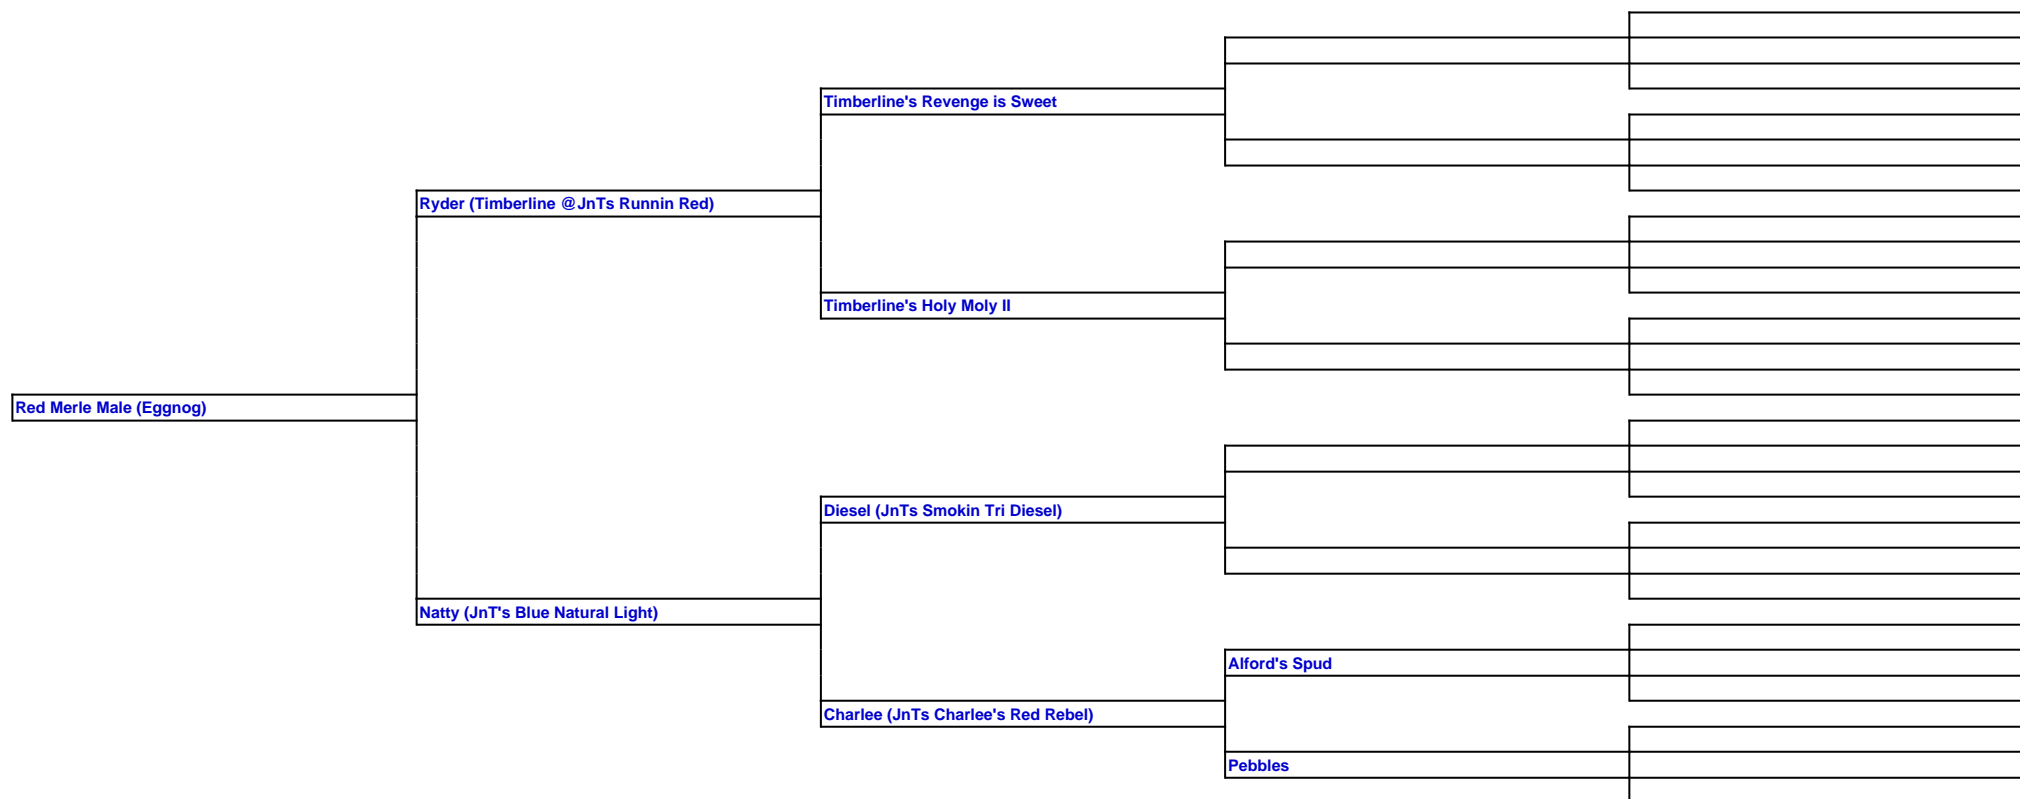 Timberline's Revenge is Sweet
Ryder (Timberline @JnTs Runnin Red)
Timberline's Holy Moly II
Red Merle Male (Eggnog)
Diesel (JnTs Smokin Tri Diesel)
Natty (JnT's Blue Natural Light)
Alford's Spud
Charlee (JnTs Charlee's Red Rebel)
Pebbles